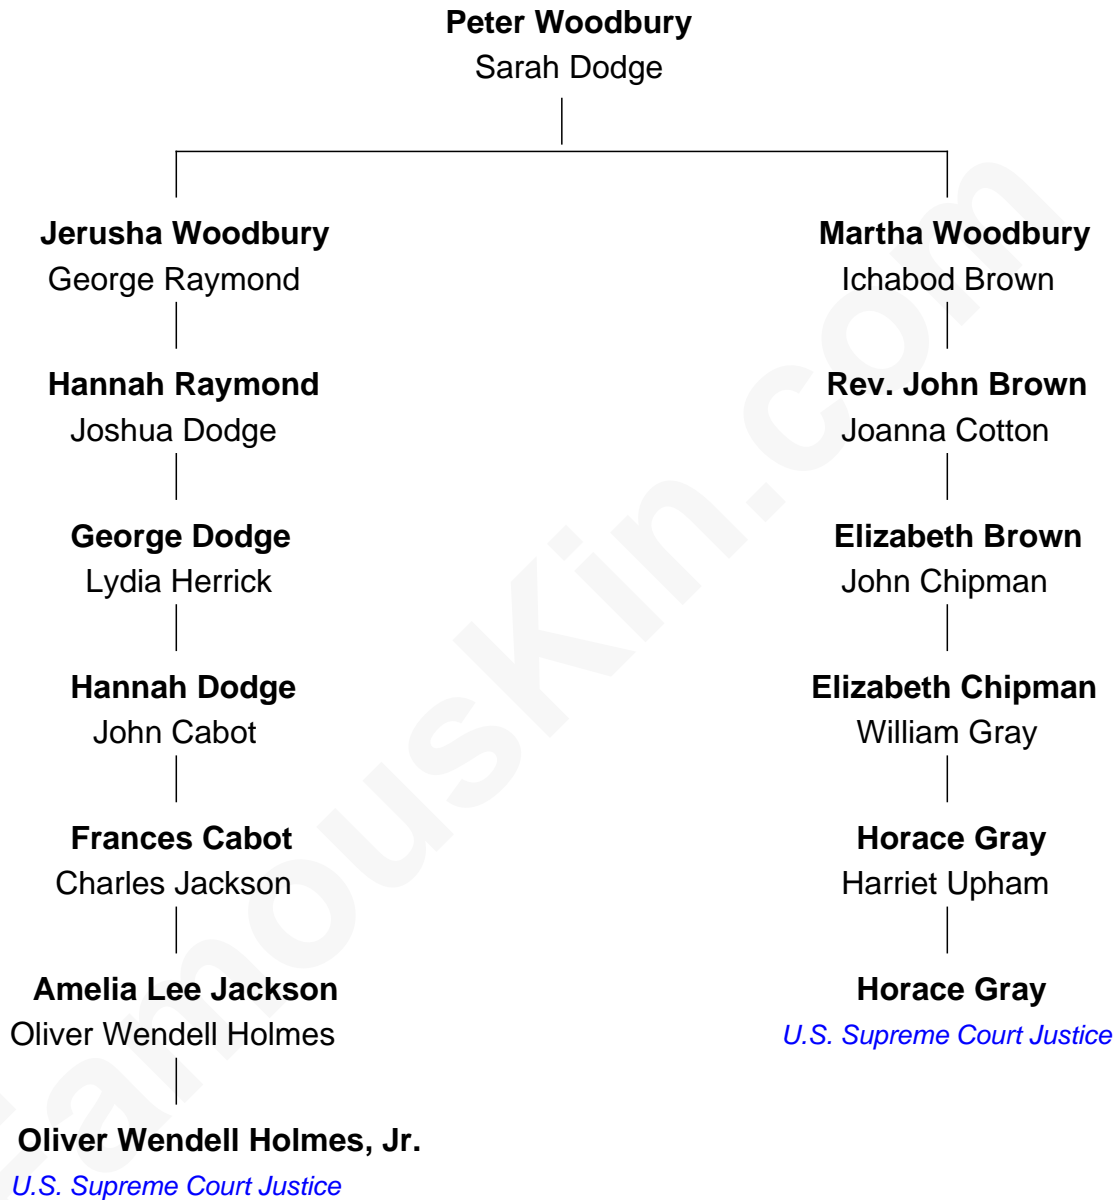 Peter Woodbury
Sarah Dodge
Jerusha Woodbury
George Raymond
Martha Woodbury
Ichabod Brown
Hannah Raymond
Joshua Dodge
Rev. John Brown
Joanna Cotton
George Dodge
Lydia Herrick
Elizabeth Brown
John Chipman
Hannah Dodge
John Cabot
Elizabeth Chipman
William Gray
Frances Cabot
Charles Jackson
Horace Gray
Harriet Upham
Amelia Lee Jackson
Oliver Wendell Holmes
Horace Gray
U.S. Supreme Court Justice
Oliver Wendell Holmes, Jr.
U.S. Supreme Court Justice
FamousKin.com